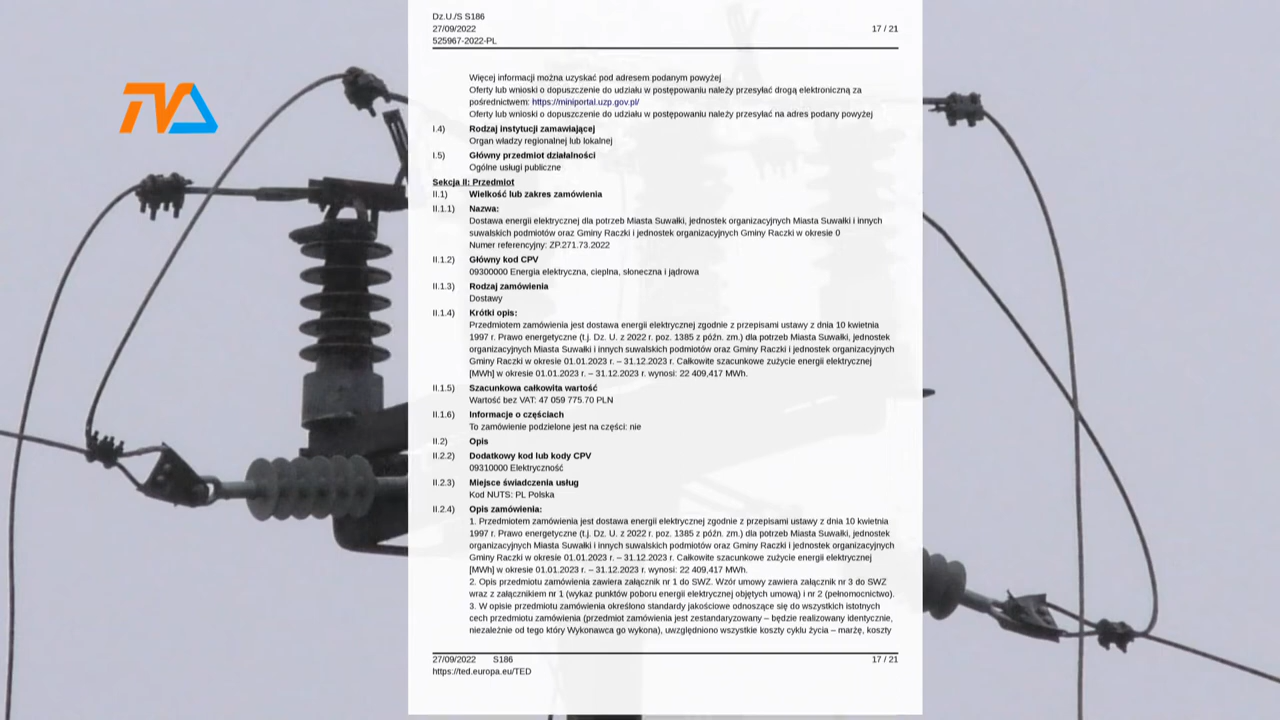 TVA
Dz.U./S S186
27/09/2022
17 / 21
525967-2022-PL
Więcej informacji można uzyskać pod adresem podanym powyżej
Oferty lub wnioski o dopuszczenie do udziału w postępowaniu należy przesyłać drogą elektroniczną za
pośrednictwem: https://miniportal.uzp.gov.pl/
Oferty lub wnioski o dopuszczenie do udziału w postępowaniu należy przesyłać na adres podany powyżej
I.4) Rodzaj instytucji zamawiającej
Organ władzy regionalnej lub lokalnej
I.5) Główny przedmiot działalności
Ogólne usługi publiczne
Sekcja II: Przedmiot
II.1) Wielkość lub zakres zamówienia
II.1.1) Nazwa:
Dostawa energii elektrycznej dla potrzeb Miasta Suwałki, jednostek organizacyjnych Miasta Suwałki i innych
suwalskich podmiotów oraz Gminy Raczki i jednostek organizacyjnych Gminy Raczki w okresie 0
Numer referencyjny: ZP.271.73.2022
II.1.2) Główny kod CPV
09300000 Energia elektryczna, cieplna, słoneczna i jądrowa
II.1.3) Rodzaj zamówienia
Dostawy
II.1.4) Krótki opis:
Przedmiotem zamówienia jest dostawa energii elektrycznej zgodnie z przepisami ustawy z dnia 10 kwietnia
1997 r. Prawo energetyczne (t.j. Dz. U. z 2022 r. poz. 1385 z późn. zm.) dla potrzeb Miasta Suwałki, jednostek
organizacyjnych Miasta Suwałki i innych suwalskich podmiotów oraz Gminy Raczki i jednostek organizacyjnych
Gminy Raczki w okresie 01.01.2023 r. – 31.12.2023 r. Całkowite szacunkowe zużycie energii elektrycznej
[MWh] w okresie 01.01.2023 r. – 31.12.2023 r. wynosi: 22 409,417 MWh.
II.1.5) Szacunkowa całkowita wartość
Wartość bez VAT: 47 059 775.70 PLN
II.1.6) Informacje o częściach
To zamówienie podzielone jest na części: nie
II.2) Opis
II.2.2) Dodatkowy kod lub kody CPV
09310000 Elektryczność
II.2.3) Miejsce świadczenia usług
Kod NUTS: PL Polska
II.2.4) Opis zamówienia:
1. Przedmiotem zamówienia jest dostawa energii elektrycznej zgodnie z przepisami ustawy z dnia 10 kwietnia
1997 r. Prawo energetyczne (t.j. Dz. U. z 2022 r. poz. 1385 z późn. zm.) dla potrzeb Miasta Suwałki, jednostek
organizacyjnych Miasta Suwałki i innych suwalskich podmiotów oraz Gminy Raczki i jednostek organizacyjnych
Gminy Raczki w okresie 01.01.2023 r. – 31.12.2023 r. Całkowite szacunkowe zużycie energii elektrycznej
[MWh] w okresie 01.01.2023 r. – 31.12.2023 r. wynosi: 22 409,417 MWh.
2. Opis przedmiotu zamówienia zawiera załącznik nr 1 do SWZ. Wzór umowy zawiera załącznik nr 3 do SWZ
wraz z załącznikiem nr 1 (wykaz punktów poboru energii elektrycznej objętych umową) i nr 2 (pełnomocnictwo).
3. W opisie przedmiotu zamówienia określono standardy jakościowe odnoszące się do wszystkich istotnych
cech przedmiotu zamówienia (przedmiot zamówienia jest zestandaryzowany – będzie realizowany identycznie,
niezależnie od tego który Wykonawca go wykona), uwzględniono wszystkie koszty cyklu życia – marżę, koszty
27/09/2022 S186
17 / 21
https://ted.europa.eu/TED